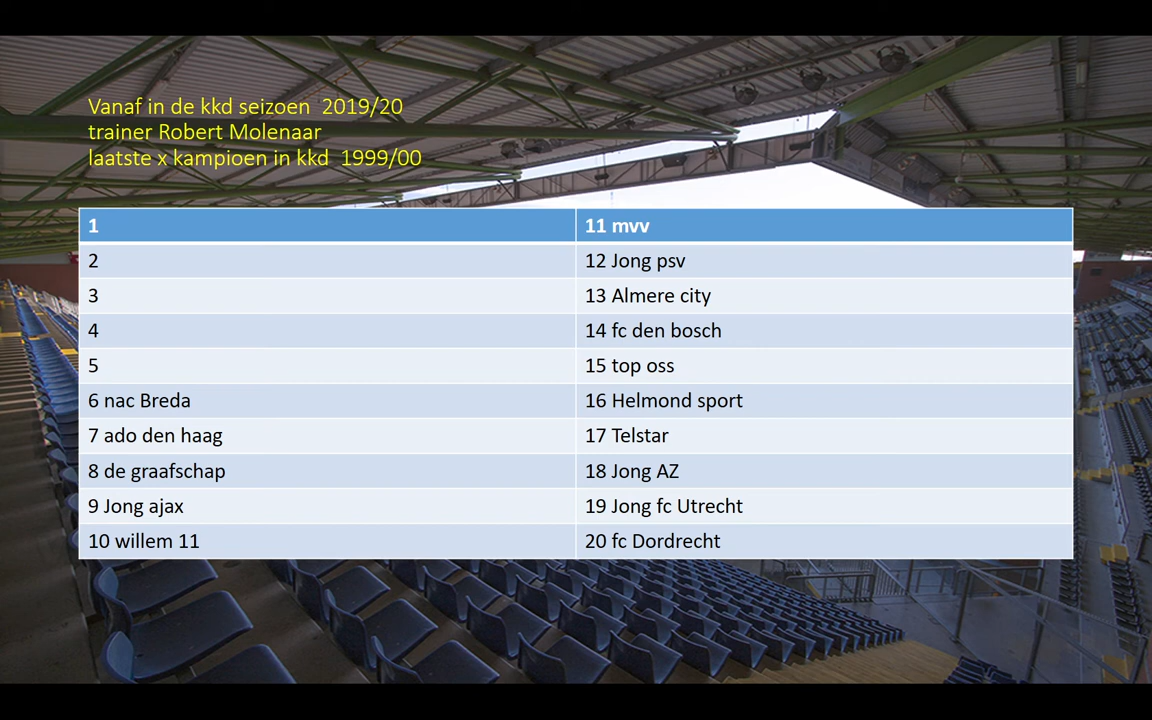 Vanaf in de kkd seizoen 2019/20
trainer Robert Molenaar
laatste x kampioen in kkd 1999/00
1
11 mvv
2
12 Jong psv
3
13 Almere city
4
14 fc den bosch
5
15 top oss
6 nac Breda
16 Helmond sport
7 ado den haag
17 Telstar
8 de graafschap
18 Jong AZ
9 Jong ajax
19 Jong fc Utrecht
10 willem 11
20 fc Dordrecht